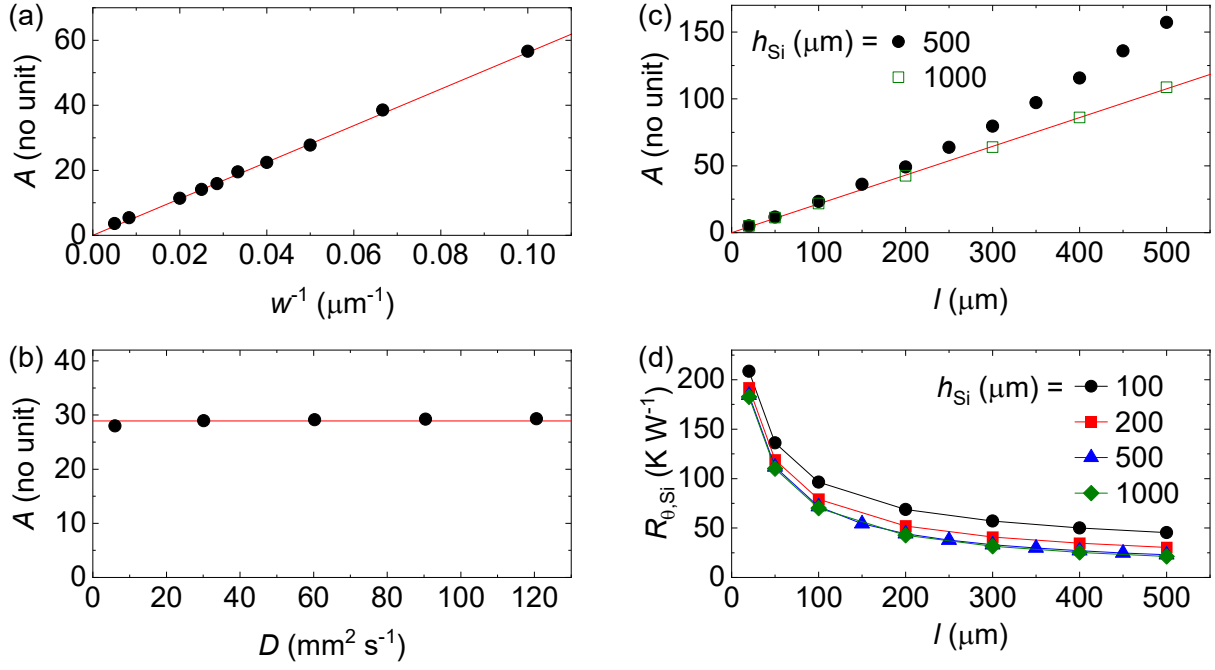 (a)
60
40
20
0
A (no unit)
0.00 0.02 0.04 0.06 0.08 0.10
w⁻¹ (μm⁻¹)
(b)
40
30
20
10
0
A (no unit)
0 20 40 60 80 100 120
D (mm² s⁻¹)
(c)
150
100
50
0
A (no unit)
h_Si (μm) = 500
1000
0 100 200 300 400 500
l (μm)
(d)
200
150
100
50
0
R_θ,Si (K W⁻¹)
h_Si (μm) = 100
200
500
1000
0 100 200 300 400 500
l (μm)